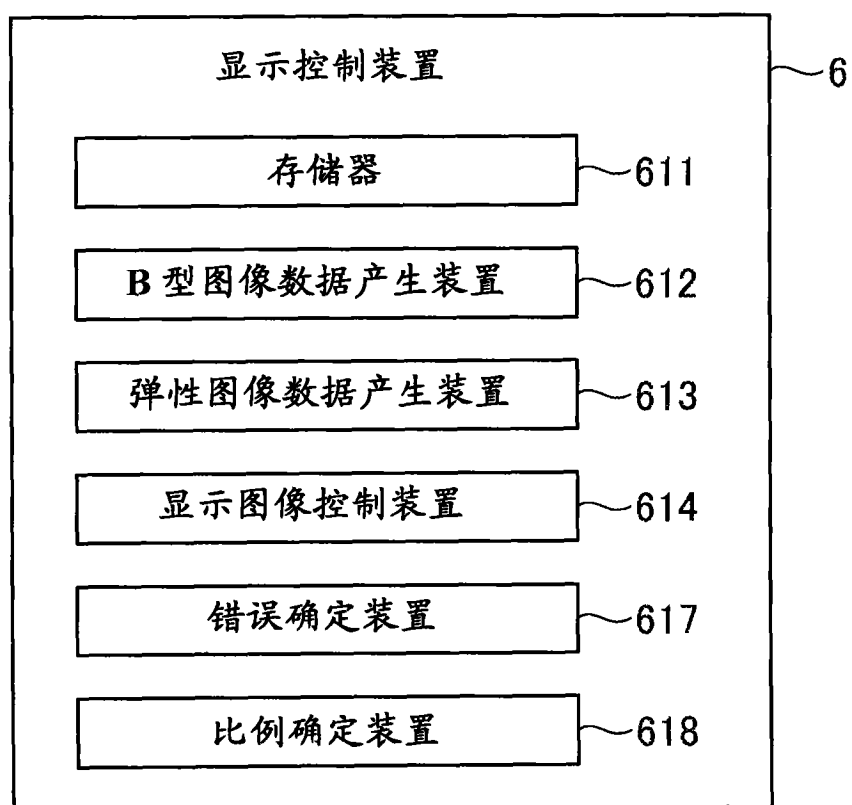 显示控制装置
6
存储器 611
B 型图像数据产生装置 612
弹性图像数据产生装置 613
显示图像控制装置 614
错误确定装置 617
比例确定装置 618